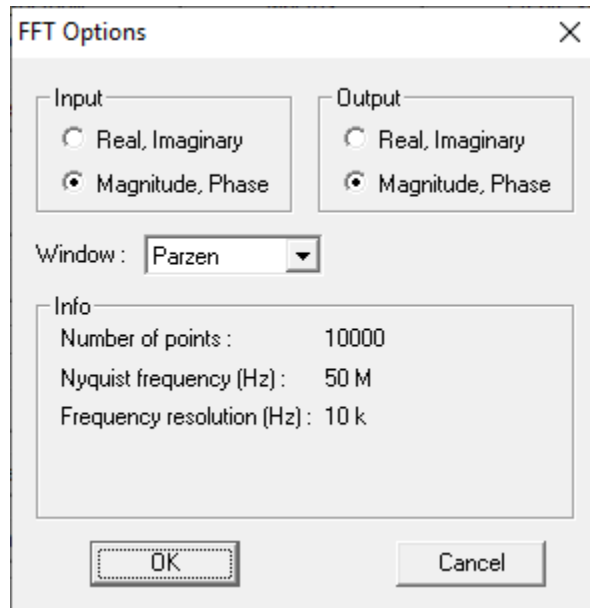 FFT Options
Input
Real, Imaginary
Magnitude, Phase
Output
Real, Imaginary
Magnitude, Phase
Window : Parzen
Info
Number of points : 10000
Nyquist frequency (Hz) : 50 M
Frequency resolution (Hz) : 10 k
OK Cancel